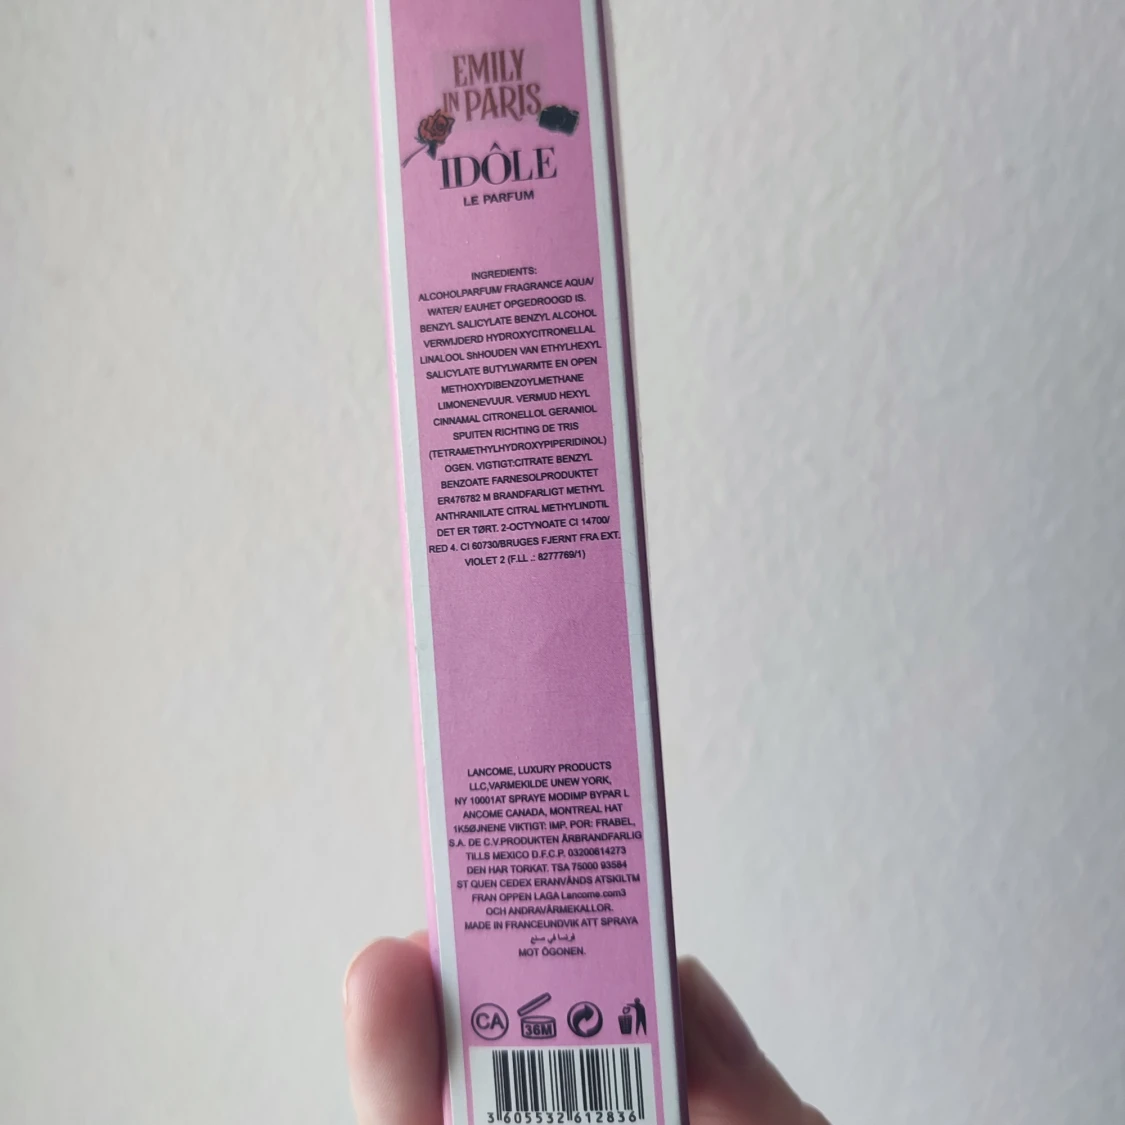 EMILY
IN PARIS
IDÔLE
LE PARFUM
INGREDIENTS:
ALCOHOLPARFUM/ FRAGRANCE AQUA/
WATER/ EAUHET OPGEDROOGD IS.
BENZYL SALICYLATE BENZYL ALCOHOL
VERWIJDERD HYDROXYCITRONELLAL
LINALOOL ShHOUDEN VAN ETHYLHEXYL
SALICYLATE BUTYLWARMTE EN OPEN
METHOXYDIBENZOYLMETHANE
LIMONENEVUUR. VERMUD HEXYL
CINNAMAL CITRONELLOL GERANIOL
SPUITEN RICHTING DE TRIS
(TETRAMETHYLHYDROXYPIPERIDINOL)
OGEN. VIGTIGT:CITRATE BENZYL
BENZOATE FARNESOLPRODUKTET
ER476782 M BRANDFARLIGT METHYL
ANTHRANILATE CITRAL METHYLINDTIL
DET ER TØRT. 2-OCTYNOATE CI 14700/
RED 4. CI 60730/BRUGES FJERNT FRA EXT.
VIOLET 2 (F.I.L .: 8277769/1)
LANCOME, LUXURY PRODUCTS
LLC,VARMEKILDE UNEW YORK,
NY 10001AT SPRAYE MODIMP BYPAR L
ANCOME CANADA, MONTREAL HAT
1K5ØJNENE VIKTIGT: IMP. POR: FRABEL,
S.A. DE C.V.PRODUKTEN ÄRBRANDFARLIG
TILLS MEXICO D.F.C.P. 03200614273
DEN HAR TORKAT. TSA 75000 93584
ST QUEN CEDEX ERANVÄNDS ATSKILTM
FRAN OPPEN LAGA Lancome.com3
OCH ANDRAVÄRMEKALLOR.
MADE IN FRANCEUNDVIK ATT SPRAYA
فرنسا في صنع
MOT ÖGONEN.
CA
36M
3 605532 612836